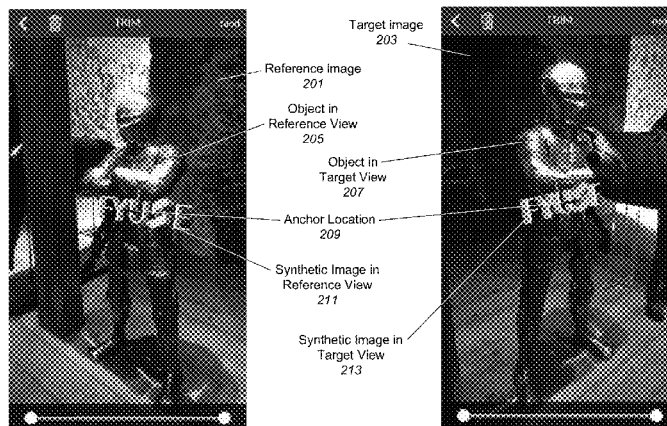 Target image
203
Reference image
201
Object in
Reference View
205
Object in
Target View
207
FYUSE
Anchor Location
209
Synthetic Image in
Reference View
211
Synthetic Image in
Target View
213